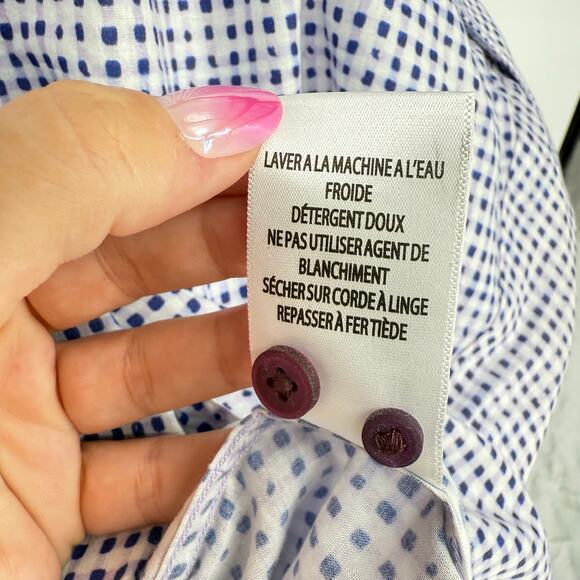 LAVER A LA MACHINE A L'EAU
FROIDE
DÉTERGENT DOUX
NE PAS UTILISER AGENT DE
BLANCHIMENT
SÉCHER SUR CORDE À LINGE
REPASSER À FER TIÈDE